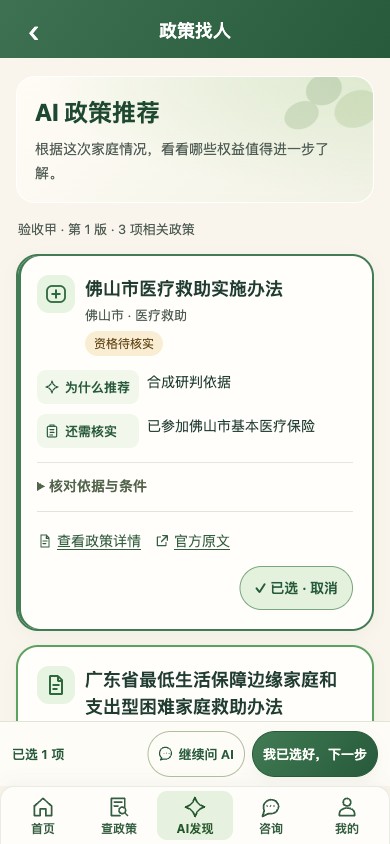 政策找人
AI 政策推荐
根据这次家庭情况，看看哪些权益值得进一步了
解。
验收甲 · 第 1 版 · 3 项相关政策
佛山市医疗救助实施办法
佛山市 · 医疗救助
资格待核实
为什么推荐 合成研判依据
还需核实 已参加佛山市基本医疗保险
核对依据与条件
查看政策详情 官方原文
已选 · 取消
广东省最低生活保障边缘家庭和
支出型困难家庭救助办法
已选 1 项 继续问 AI 我已选好，下一步
首页 查政策 AI发现 咨询 我的